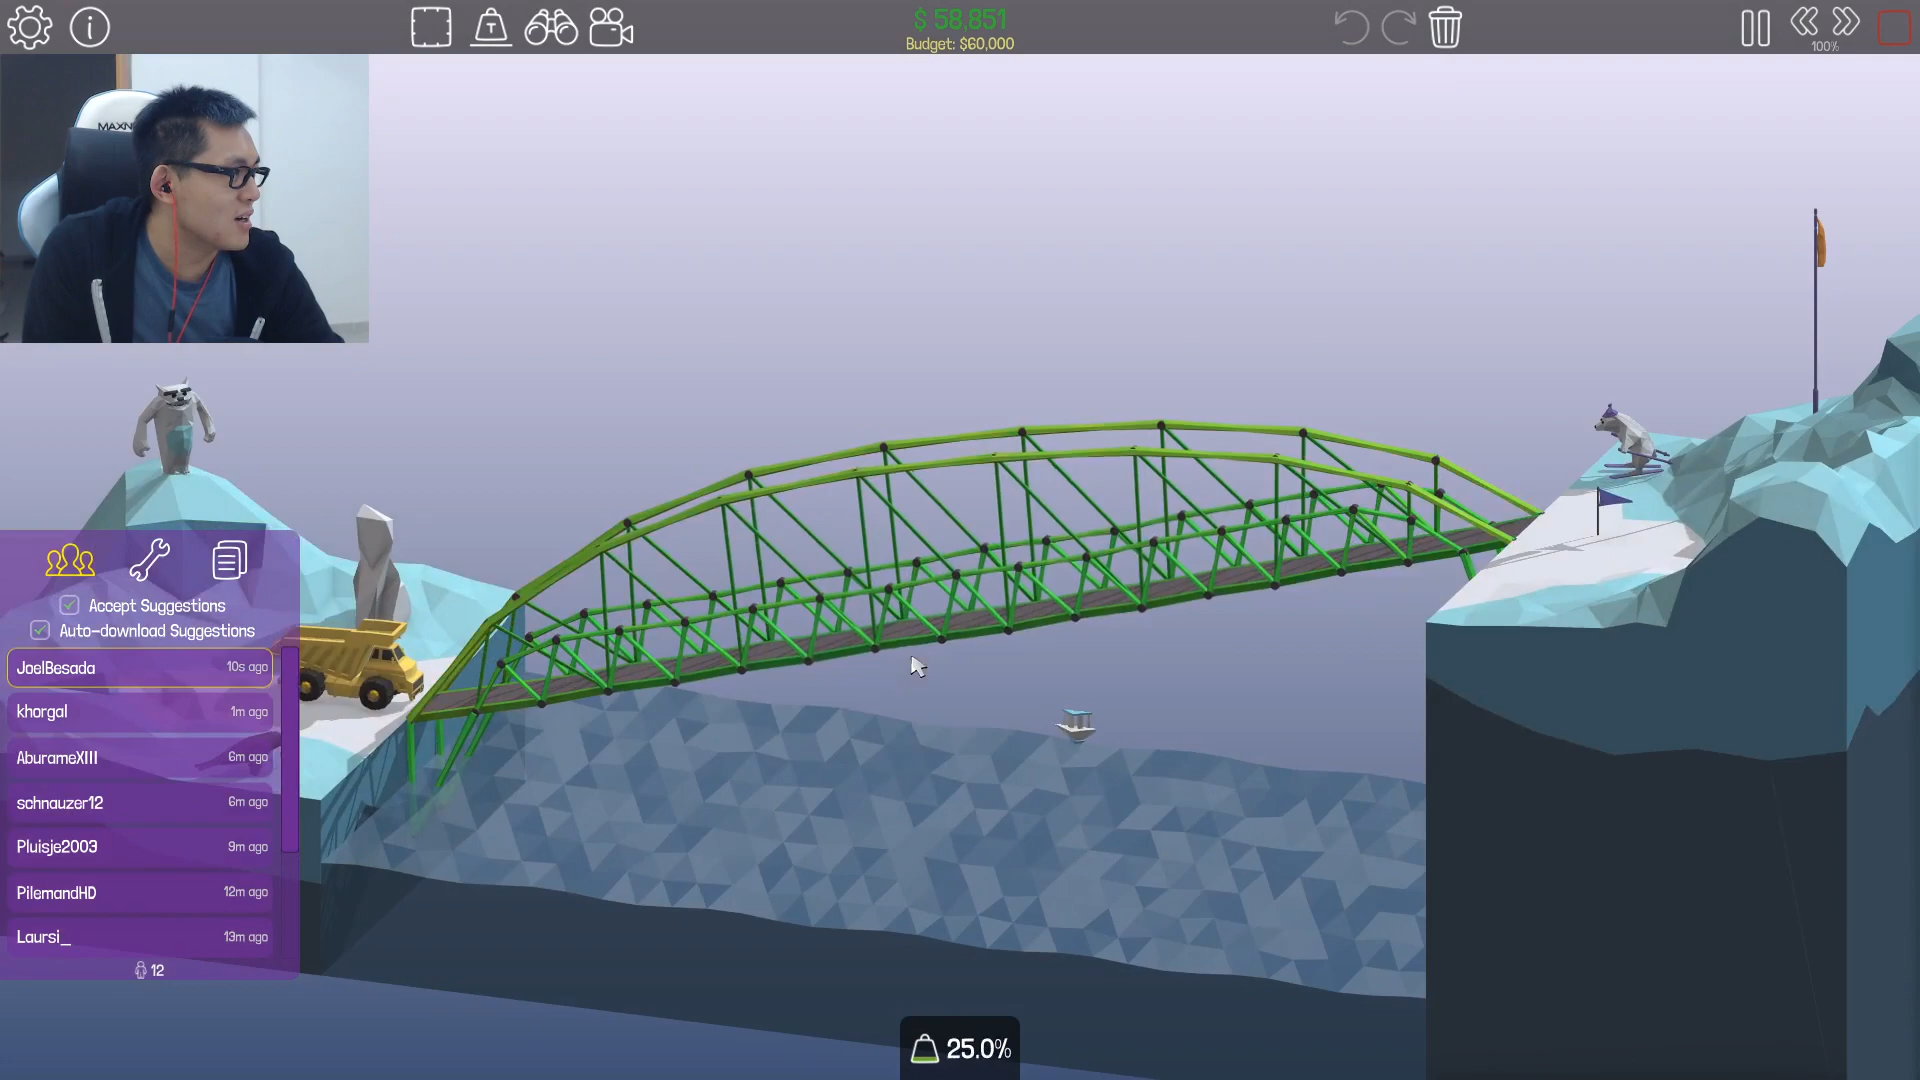 $ 58,851
Budget: $60,000
100%
MAXN
Accept Suggestions
Auto-download Suggestions
JoelBesada 10s ago
khorgal 1m ago
AburameXIII 6m ago
schnauzer12 6m ago
Pluisje2003 9m ago
PilemandHD 12m ago
Laursi_ 13m ago
12
25.0%